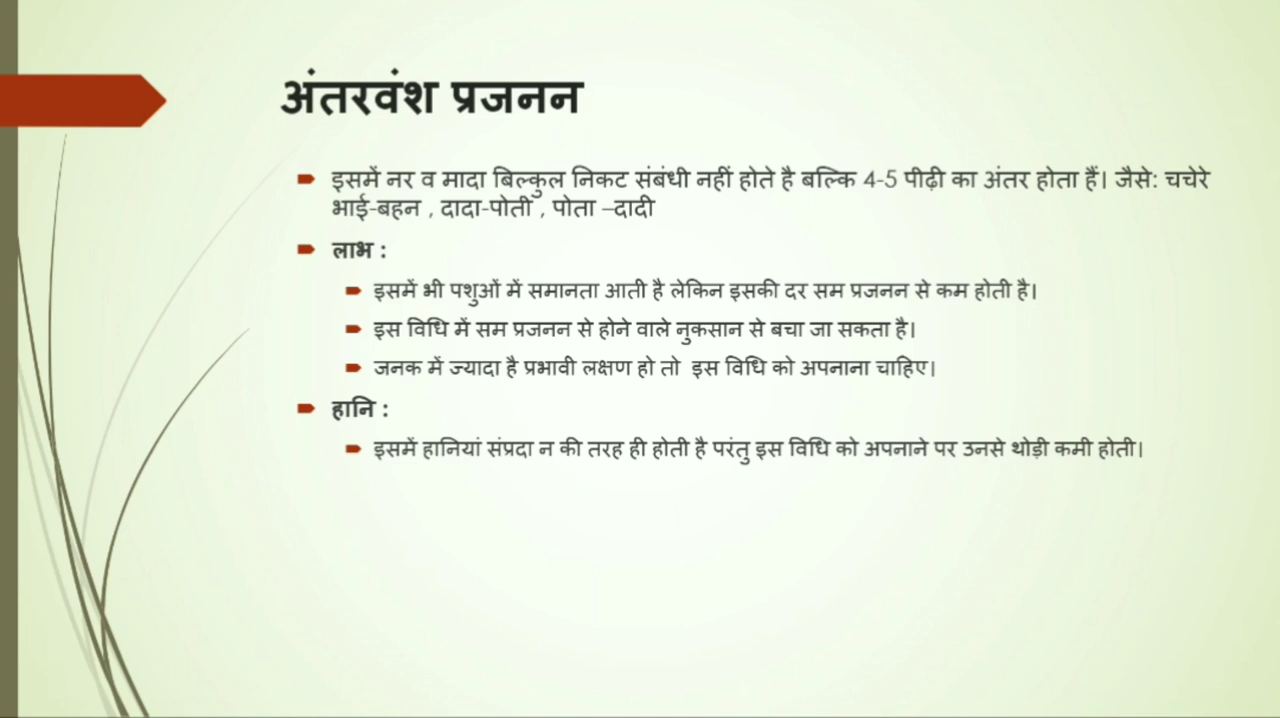 अंतरवंश प्रजनन
इसमें नर व मादा बिल्कुल निकट संबंधी नहीं होते है बल्कि 4-5 पीढ़ी का अंतर होता हैं। जैसे: चचेरे
भाई-बहन , दादा-पोती , पोता –दादी
लाभ :
इसमें भी पशुओं में समानता आती है लेकिन इसकी दर सम प्रजनन से कम होती है।
इस विधि में सम प्रजनन से होने वाले नुकसान से बचा जा सकता है।
जनक में ज्यादा है प्रभावी लक्षण हो तो इस विधि को अपनाना चाहिए।
हानि :
इसमें हानियां संप्रदा न की तरह ही होती है परंतु इस विधि को अपनाने पर उनसे थोड़ी कमी होती।